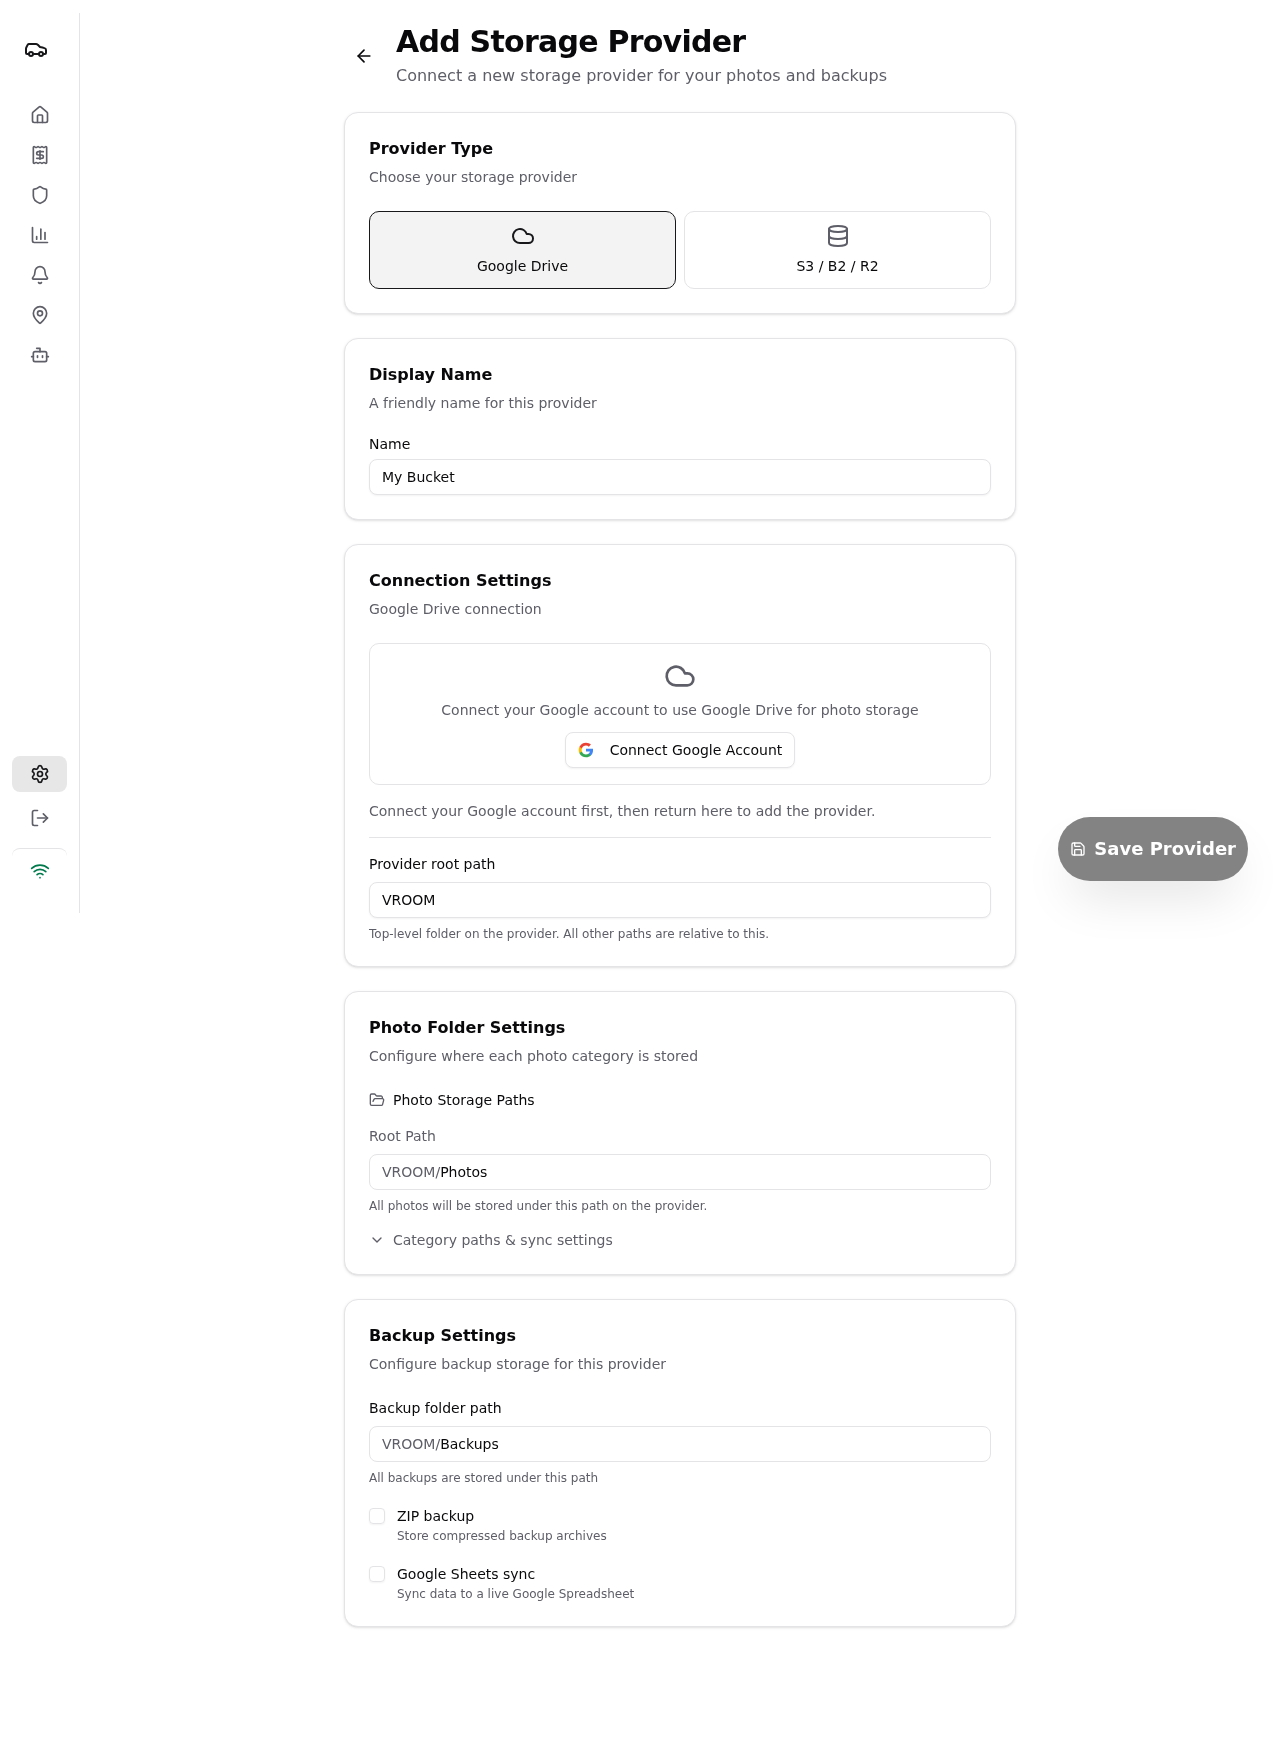 Add Storage Provider
Connect a new storage provider for your photos and backups
Provider Type
Choose your storage provider
Google Drive
S3 / B2 / R2
Display Name
A friendly name for this provider
Name
My Bucket
Connection Settings
Google Drive connection
Connect your Google account to use Google Drive for photo storage
Connect Google Account
Connect your Google account first, then return here to add the provider.
Save Provider
Provider root path
VROOM
Top-level folder on the provider. All other paths are relative to this.
Photo Folder Settings
Configure where each photo category is stored
Photo Storage Paths
Root Path
VROOM/Photos
All photos will be stored under this path on the provider.
Category paths & sync settings
Backup Settings
Configure backup storage for this provider
Backup folder path
VROOM/Backups
All backups are stored under this path
ZIP backup
Store compressed backup archives
Google Sheets sync
Sync data to a live Google Spreadsheet